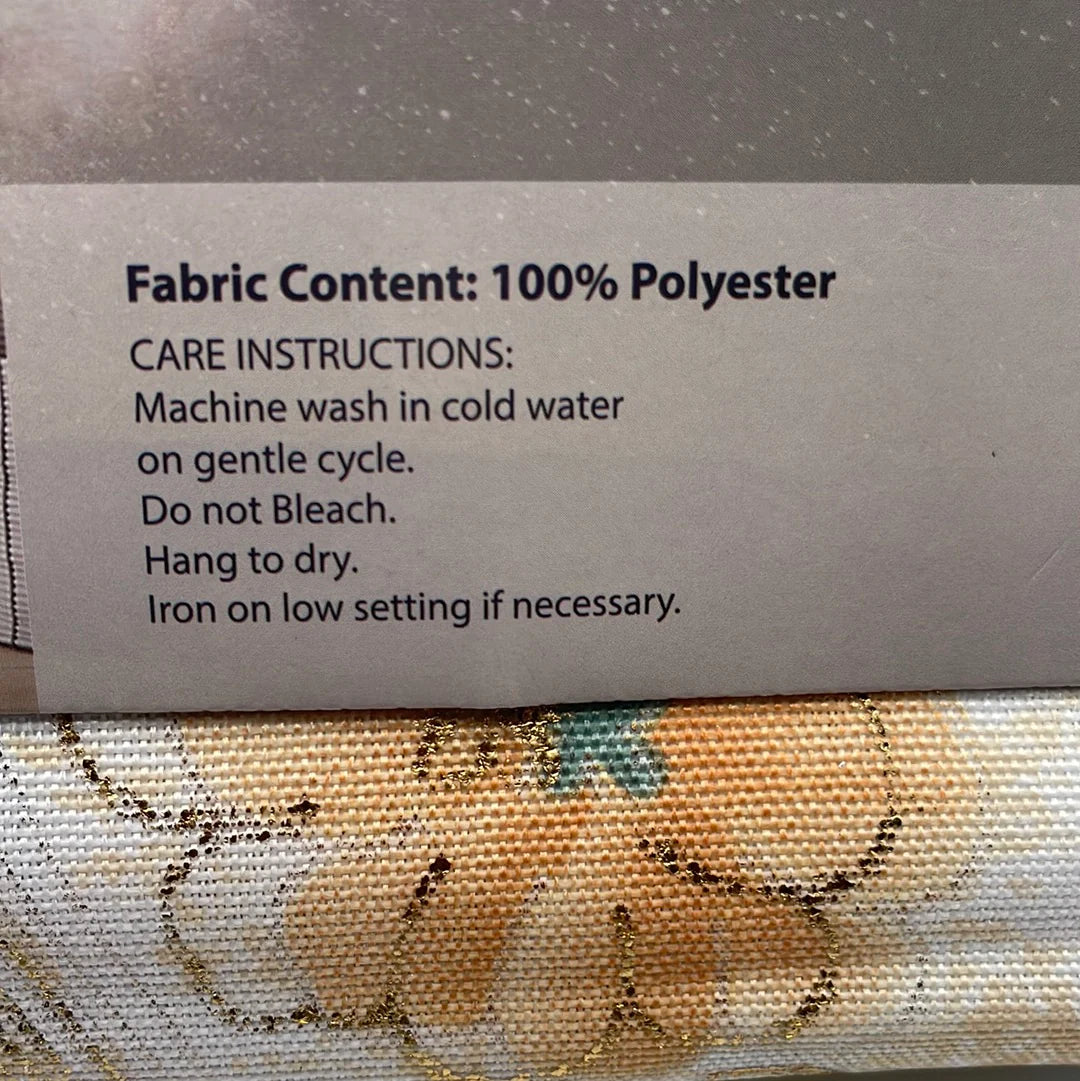 Fabric Content: 100% Polyester
CARE INSTRUCTIONS:
Machine wash in cold water
on gentle cycle.
Do not Bleach.
Hang to dry.
Iron on low setting if necessary.